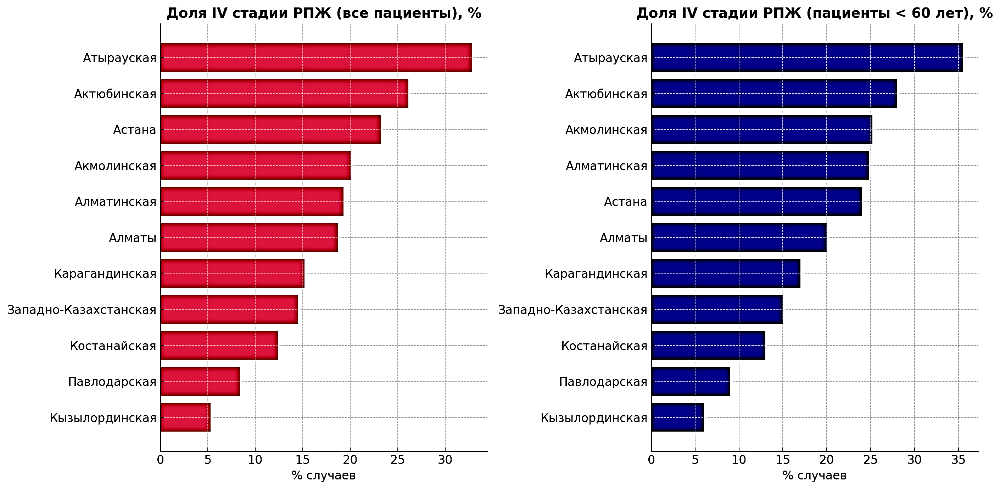 Доля IV стадии РПЖ (все пациенты), %
Атырауская
Актюбинская
Астана
Акмолинская
Алматинская
Алматы
Карагандинская
Западно-Казахстанская
Костанайская
Павлодарская
Кызылординская
0 5 10 15 20 25 30
% случаев
Доля IV стадии РПЖ (пациенты < 60 лет), %
Атырауская
Актюбинская
Акмолинская
Алматинская
Астана
Алматы
Карагандинская
Западно-Казахстанская
Костанайская
Павлодарская
Кызылординская
0 5 10 15 20 25 30 35
% случаев